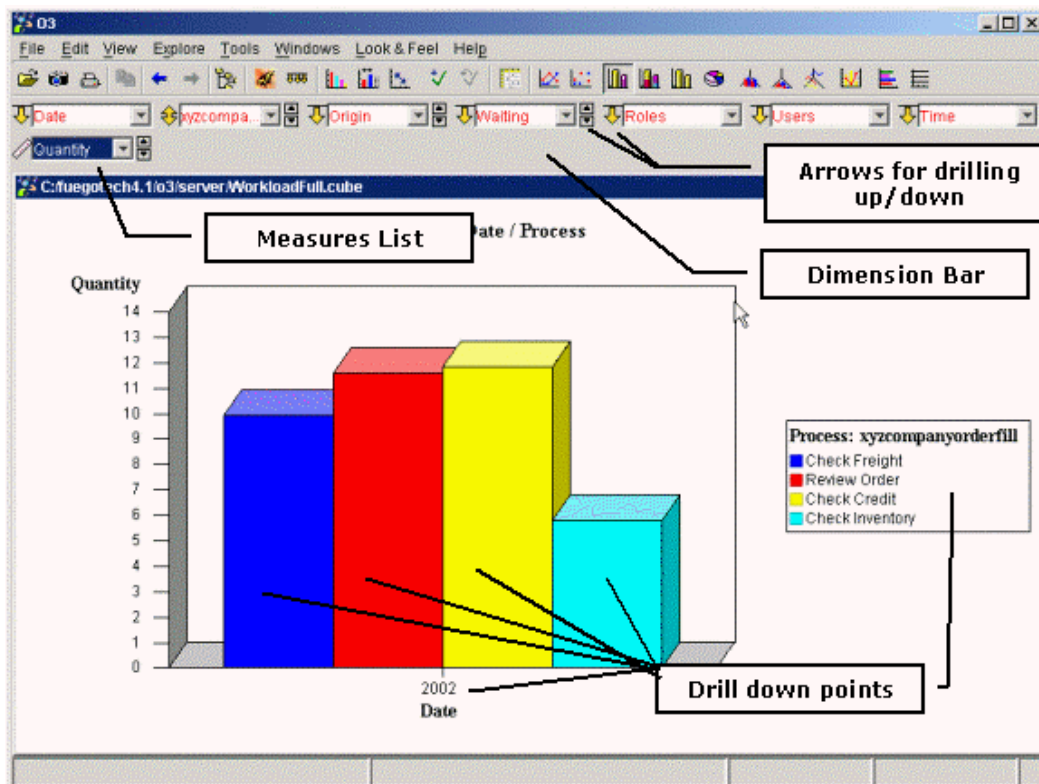 O3
File Edit View Explore Tools Windows Look & Feel Help
Date xyzcompa... Origin Waiting Roles Users Time
Quantity
Arrows for drilling
up/down
C:/fuegotech4.1/o3/server/WorkloadFull.cube
Measures List
Date / Process
Dimension Bar
Quantity
14
13
12
11
10
9
8
7
6
5
4
3
2
1
0
Process: xyzcompanyorderfill
Check Freight
Review Order
Check Credit
Check Inventory
2002
Date
Drill down points